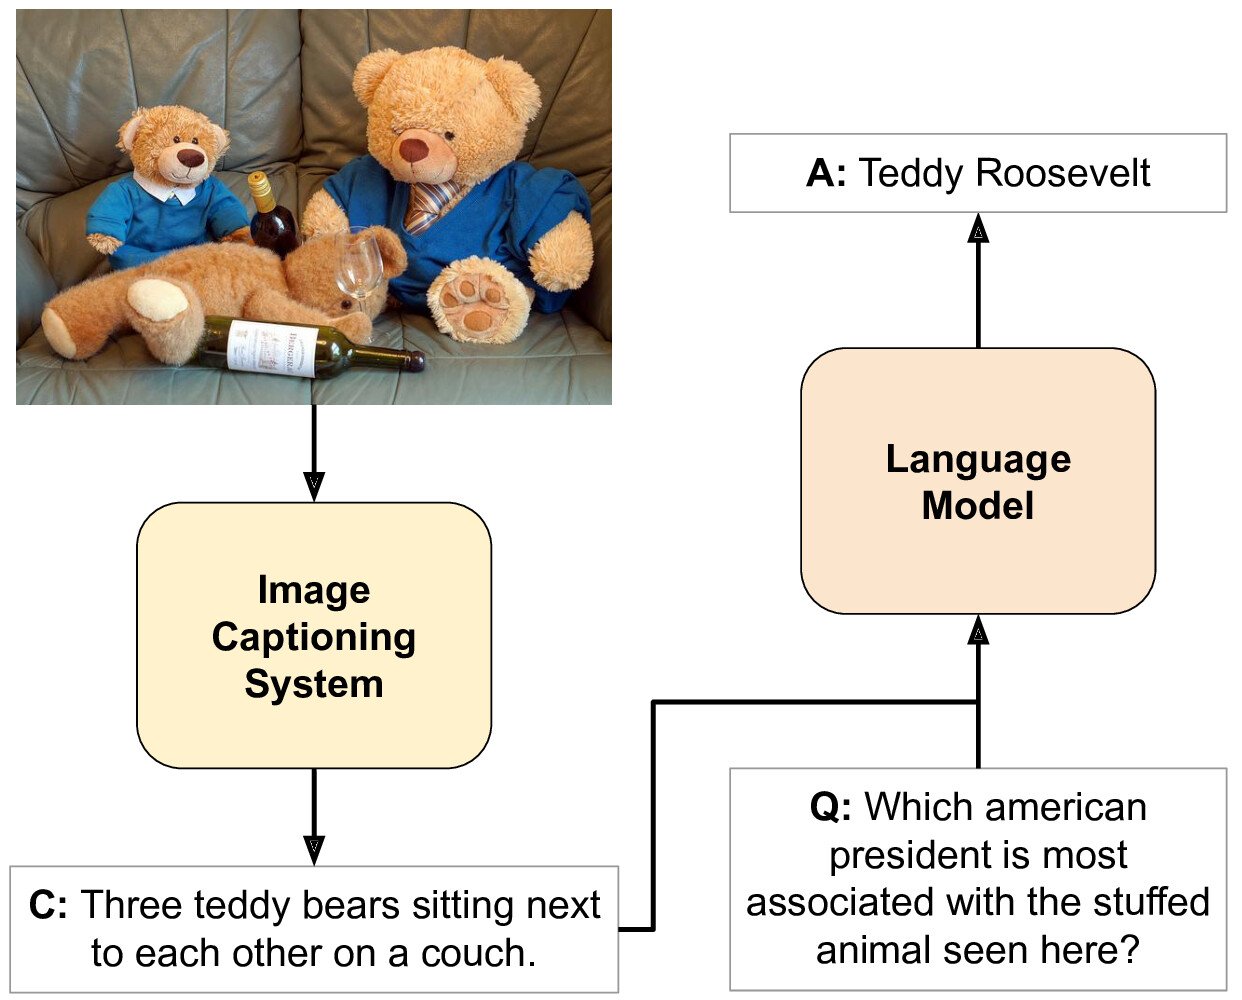 BERGERAC
A: Teddy Roosevelt
Language
Model
Image
Captioning
System
C: Three teddy bears sitting next
to each other on a couch.
Q: Which american
president is most
associated with the stuffed
animal seen here?